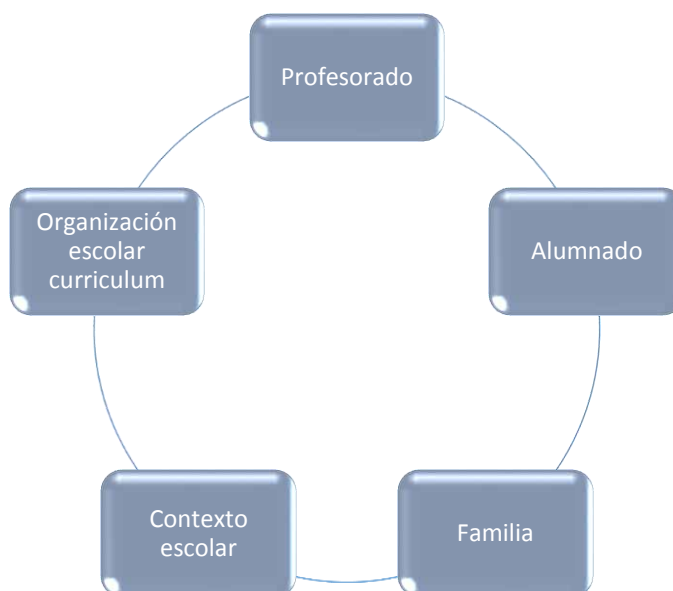 Profesorado
Alumnado
Familia
Contexto
escolar
Organización
escolar
curriculum